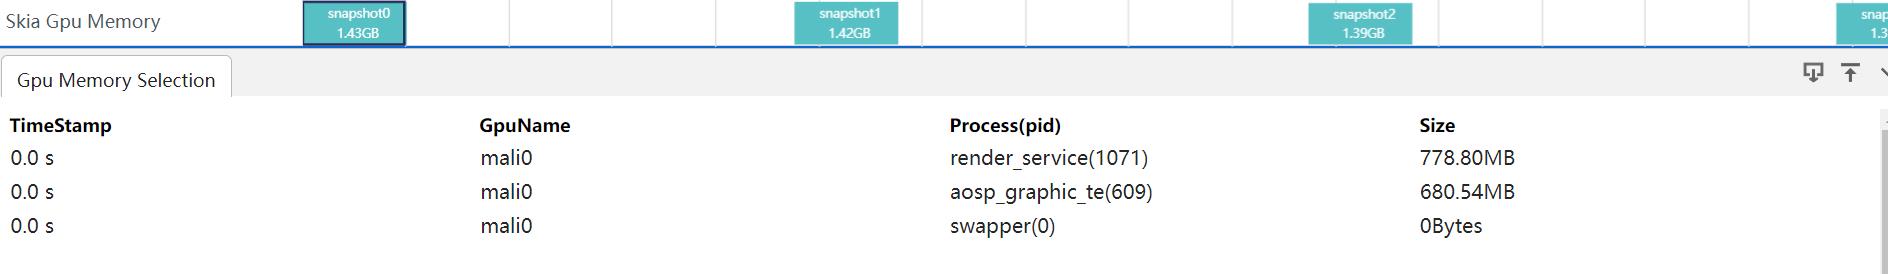 Skia Gpu Memory
snapshot0
1.43GB
snapshot1
1.42GB
snapshot2
1.39GB
snap
1.3
Gpu Memory Selection
TimeStamp GpuName Process(pid) Size
0.0 s mali0 render_service(1071) 778.80MB
0.0 s mali0 aosp_graphic_te(609) 680.54MB
0.0 s mali0 swapper(0) 0Bytes